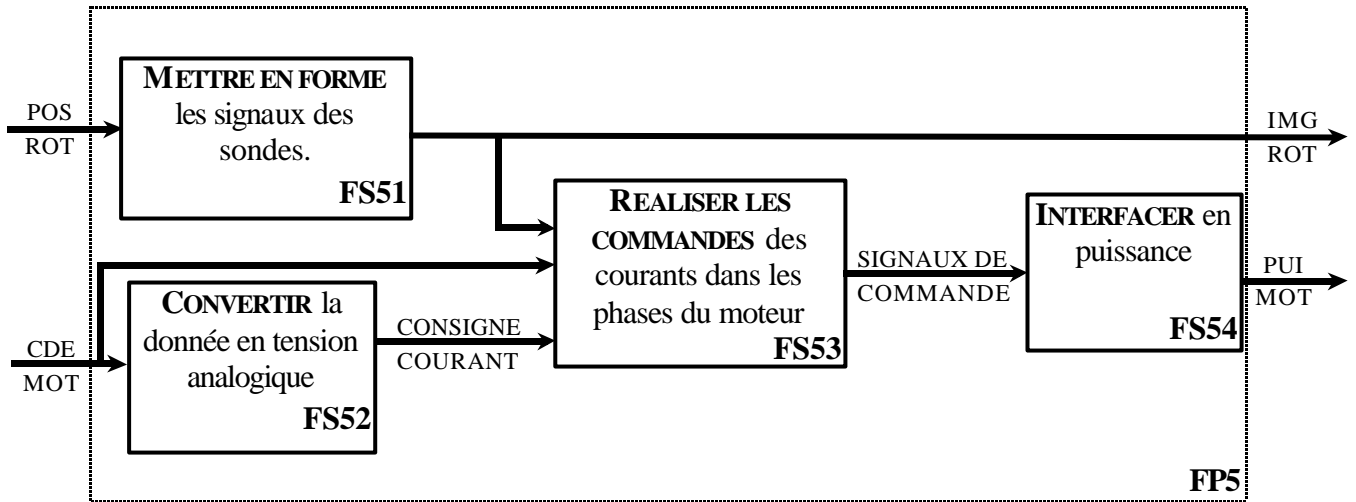 METTRE EN FORME
les signaux des
sondes.
FS51
POS
ROT
IMG
ROT
REALISER LES
COMMANDES des
courants dans les
phases du moteur
FS53
INTERFACER en
puissance
FS54
SIGNAUX DE
COMMANDE
PUI
MOT
CONVERTIR la
donnée en tension
analogique
FS52
CONSIGNE
COURANT
CDE
MOT
FP5